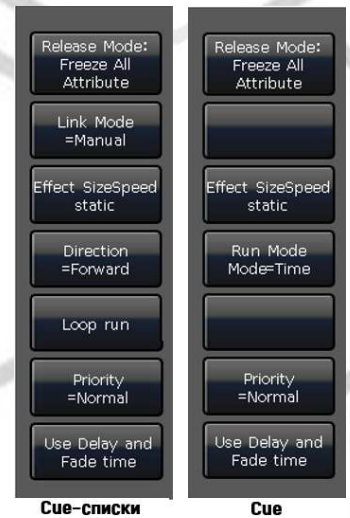 Release Mode:
Freeze All
Attribute
Link Mode
=Manual
Effect SizeSpeed
static
Direction
=Forward
Loop run
Priority
=Normal
Use Delay and
Fade time
Cue-списки
Release Mode:
Freeze All
Attribute
Effect SizeSpeed
static
Run Mode
Mode=Time
Priority
=Normal
Use Delay and
Fade time
Cue